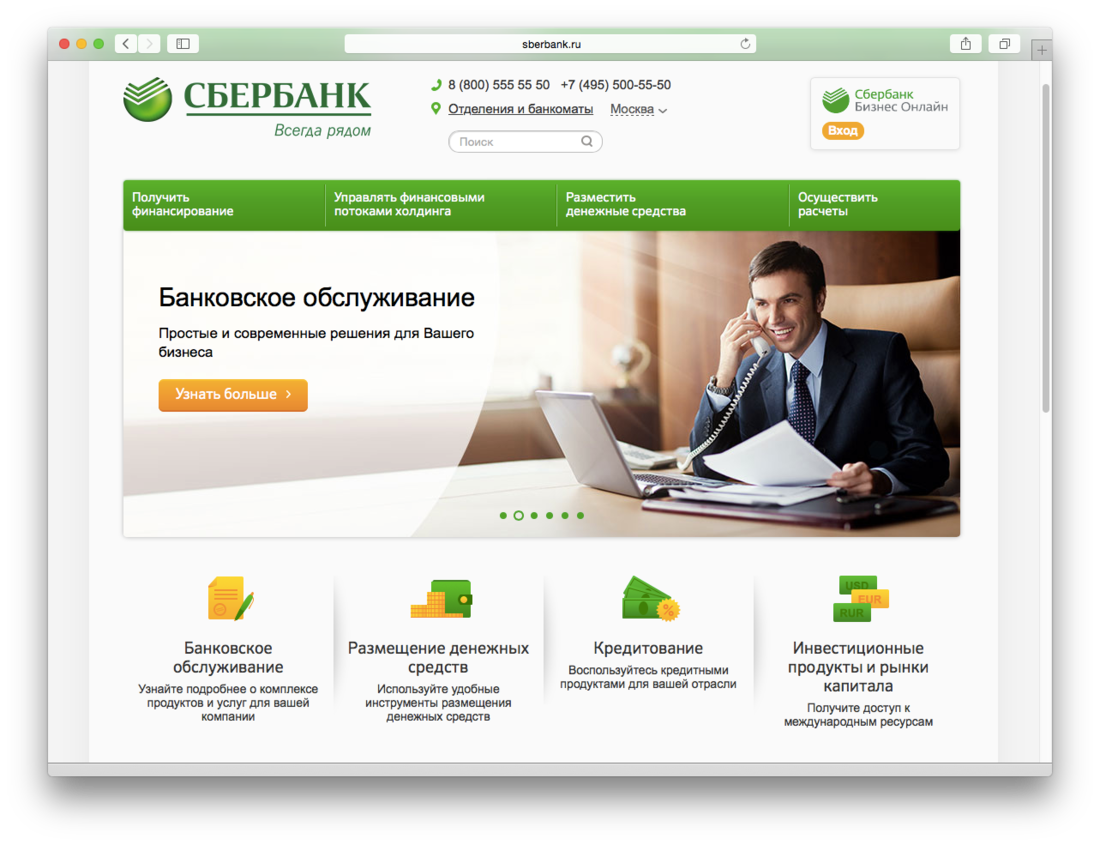 sberbank.ru
СБЕРБАНК
Всегда рядом
8 (800) 555 55 50 +7 (495) 500-55-50
Отделения и банкоматы Москва
Поиск
Сбербанк
Бизнес Онлайн
Вход
Получить
финансирование
Управлять финансовыми
потоками холдинга
Разместить
денежные средства
Осуществить
расчеты
Банковское обслуживание
Простые и современные решения для Вашего
бизнеса
Узнать больше
Банковское
обслуживание
Узнайте подробнее о комплексе
продуктов и услуг для вашей
компании
Размещение денежных
средств
Используйте удобные
инструменты размещения
денежных средств
%
Кредитование
Воспользуйтесь кредитными
продуктами для вашей отрасли
USD
EUR
RUR
Инвестиционные
продукты и рынки
капитала
Получите доступ к
международным ресурсам